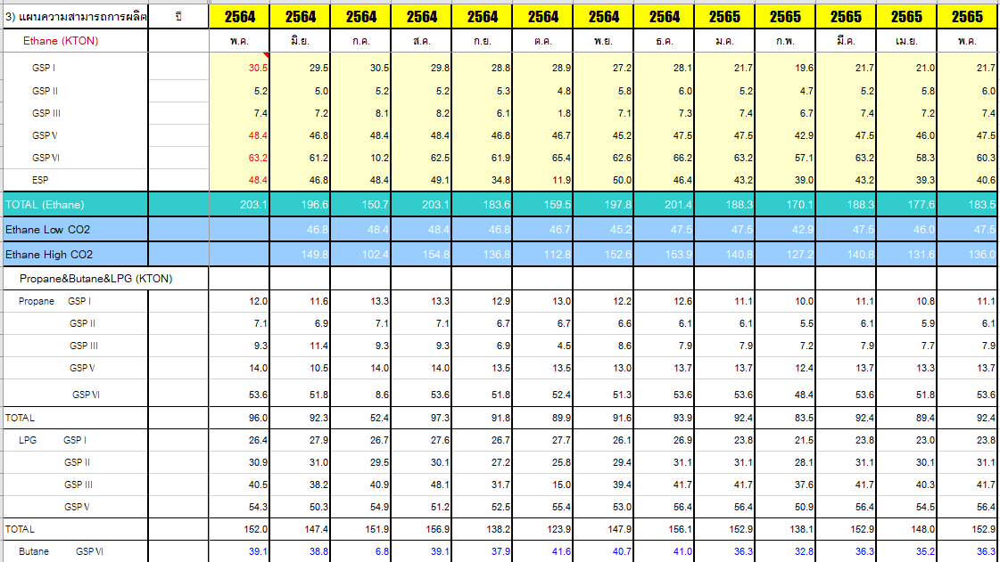 3) แผนความสามารถการผลิต ปี 2564 2564 2564 2564 2564 2564 2564 2564 2565 2565 2565 2565 2565
Ethane (KTON) พ.ค. มิ.ย. ก.ค. ส.ค. ก.ย. ต.ค. พ.ย. ธ.ค. ม.ค. ก.พ. มี.ค. เม.ย. พ.ค.
GSP I 30.5 29.5 30.5 29.8 28.8 28.9 27.2 28.1 21.7 19.6 21.7 21.0 21.7
GSP II 5.2 5.0 5.2 5.2 5.3 4.8 5.8 6.0 5.2 4.7 5.2 5.8 6.0
GSP III 7.4 7.2 8.1 8.2 6.1 1.8 7.1 7.3 7.4 6.7 7.4 7.2 7.4
GSP V 48.4 46.8 48.4 48.4 46.8 46.7 45.2 47.5 47.5 42.9 47.5 46.0 47.5
GSP VI 63.2 61.2 10.2 62.5 61.9 65.4 62.6 66.2 63.2 57.1 63.2 58.3 60.3
ESP 48.4 46.8 48.4 49.1 34.8 11.9 50.0 46.4 43.2 39.0 43.2 39.3 40.6
TOTAL (Ethane) 203.1 196.6 150.7 203.1 183.6 159.5 197.8 201.4 188.3 170.1 188.3 177.6 183.5
Ethane Low CO2 46.8 48.4 48.4 46.8 46.7 45.2 47.5 47.5 42.9 47.5 46.0 47.5
Ethane High CO2 149.8 102.4 154.8 136.8 112.8 152.6 153.9 140.8 127.2 140.8 131.6 136.0
Propane&Butane&LPG (KTON)
Propane GSP I 12.0 11.6 13.3 13.3 12.9 13.0 12.2 12.6 11.1 10.0 11.1 10.8 11.1
GSP II 7.1 6.9 7.1 7.1 6.7 6.7 6.6 6.1 6.1 5.5 6.1 5.9 6.1
GSP III 9.3 11.4 9.3 9.3 6.9 4.5 8.6 7.9 7.9 7.2 7.9 7.7 7.9
GSP V 14.0 10.5 14.0 14.0 13.5 13.5 13.0 13.7 13.7 12.4 13.7 13.3 13.7
GSP VI 53.6 51.8 8.6 53.6 51.8 52.4 51.3 53.6 53.6 48.4 53.6 51.8 53.6
TOTAL 96.0 92.3 52.4 97.3 91.8 89.9 91.6 93.9 92.4 83.5 92.4 89.4 92.4
LPG GSP I 26.4 27.9 26.7 27.6 26.7 27.7 26.1 26.9 23.8 21.5 23.8 23.0 23.8
GSP II 30.9 31.0 29.5 30.1 27.2 25.8 29.4 31.1 31.1 28.1 31.1 30.1 31.1
GSP III 40.5 38.2 40.9 48.1 31.7 15.0 39.4 41.7 41.7 37.6 41.7 40.3 41.7
GSP V 54.3 50.3 54.9 51.2 52.5 55.4 53.0 56.4 56.4 50.9 56.4 54.5 56.4
TOTAL 152.0 147.4 151.9 156.9 138.2 123.9 147.9 156.1 152.9 138.1 152.9 148.0 152.9
Butane GSP VI 39.1 38.8 6.8 39.1 37.9 41.6 40.7 41.0 36.3 32.8 36.3 35.2 36.3